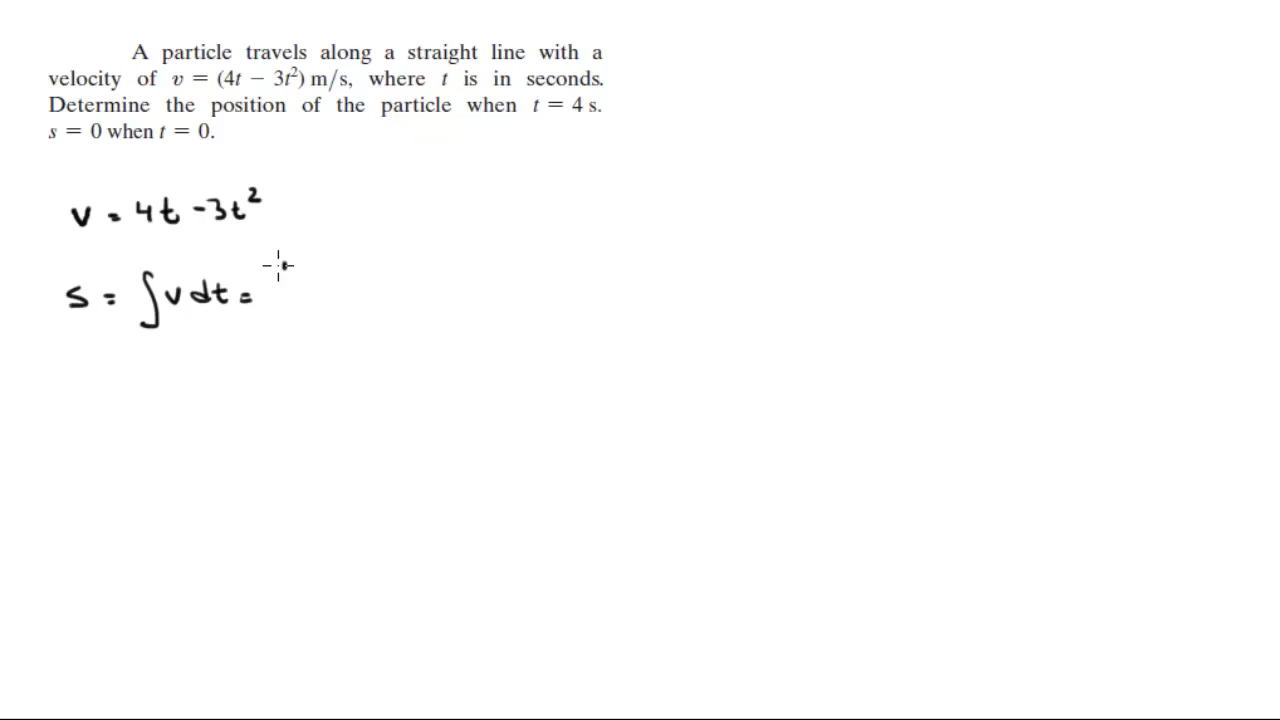 A particle travels along a straight line with a
velocity of v = (4t − 3t²) m/s, where t is in seconds.
Determine the position of the particle when t = 4 s.
s = 0 when t = 0.
v = 4t - 3t²
s = ∫ v dt =